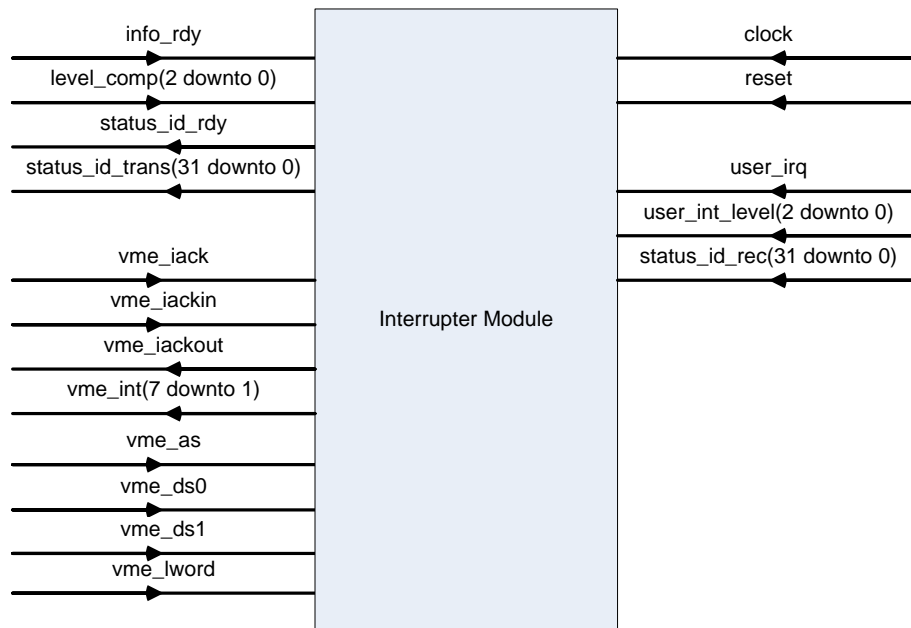 info_rdy
level_comp(2 downto 0)
status_id_rdy
status_id_trans(31 downto 0)
vme_iack
vme_iackin
vme_iackout
vme_int(7 downto 1)
vme_as
vme_ds0
vme_ds1
vme_lword
Interrupter Module
clock
reset
user_irq
user_int_level(2 downto 0)
status_id_rec(31 downto 0)